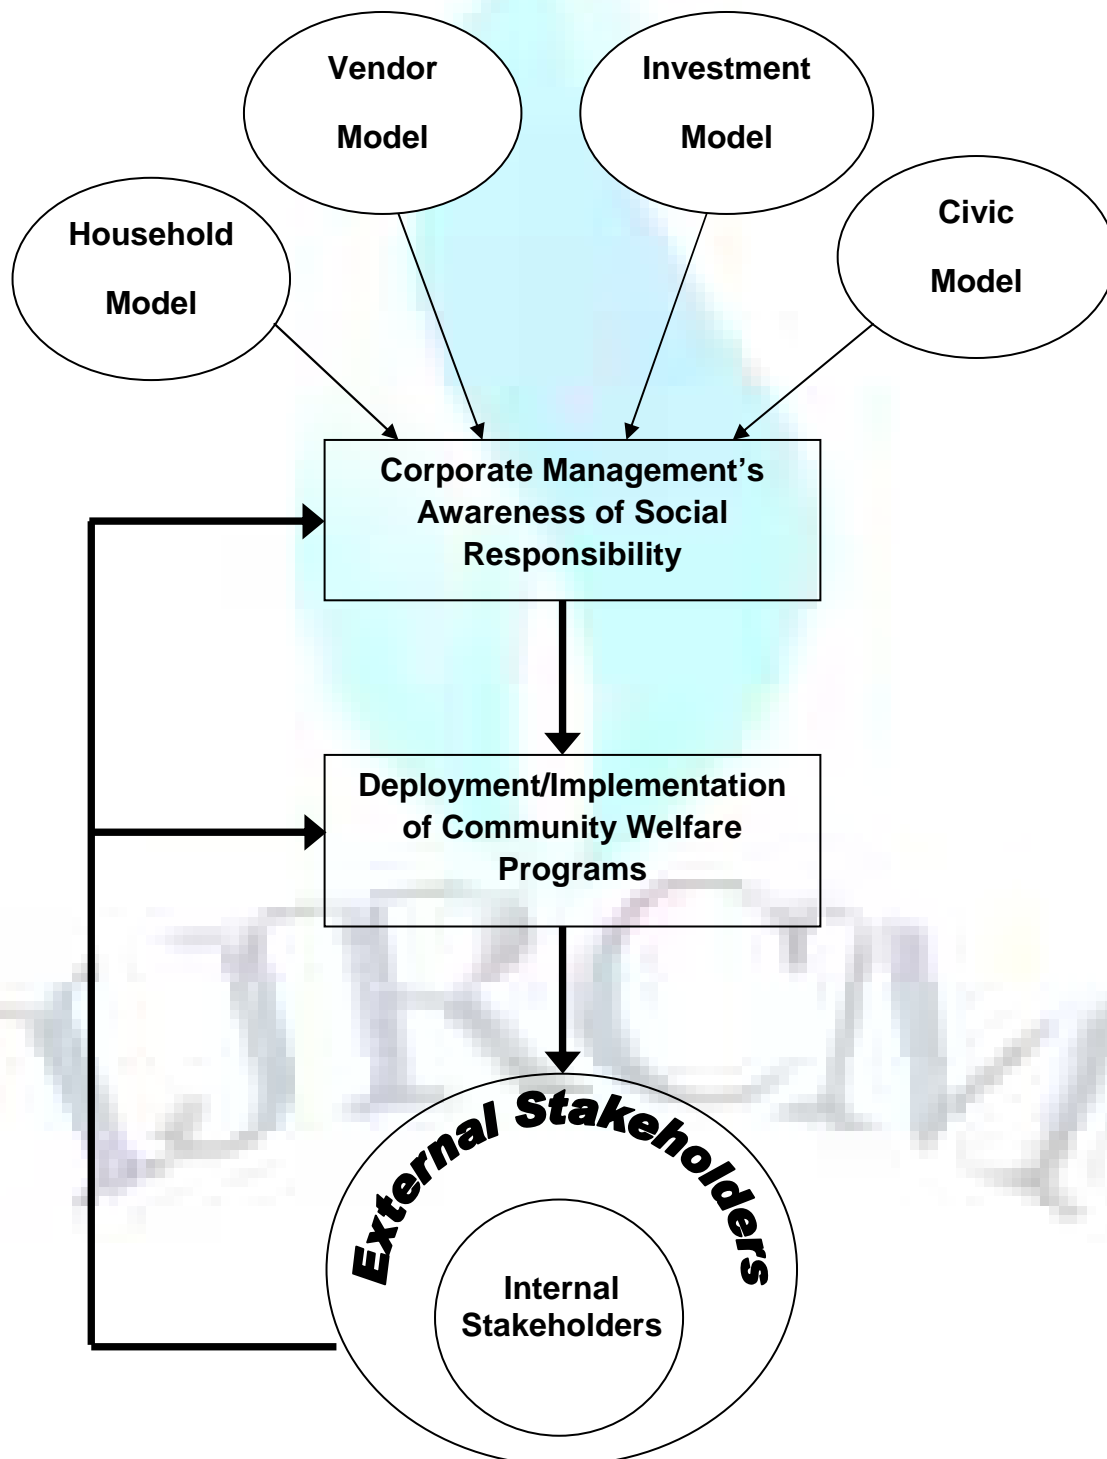 Vendor
Model
Investment
Model
Household
Model
Civic
Model
Corporate Management’s
Awareness of Social
Responsibility
Deployment/Implementation
of Community Welfare
Programs
External Stakeholders
Internal
Stakeholders
IJRCM